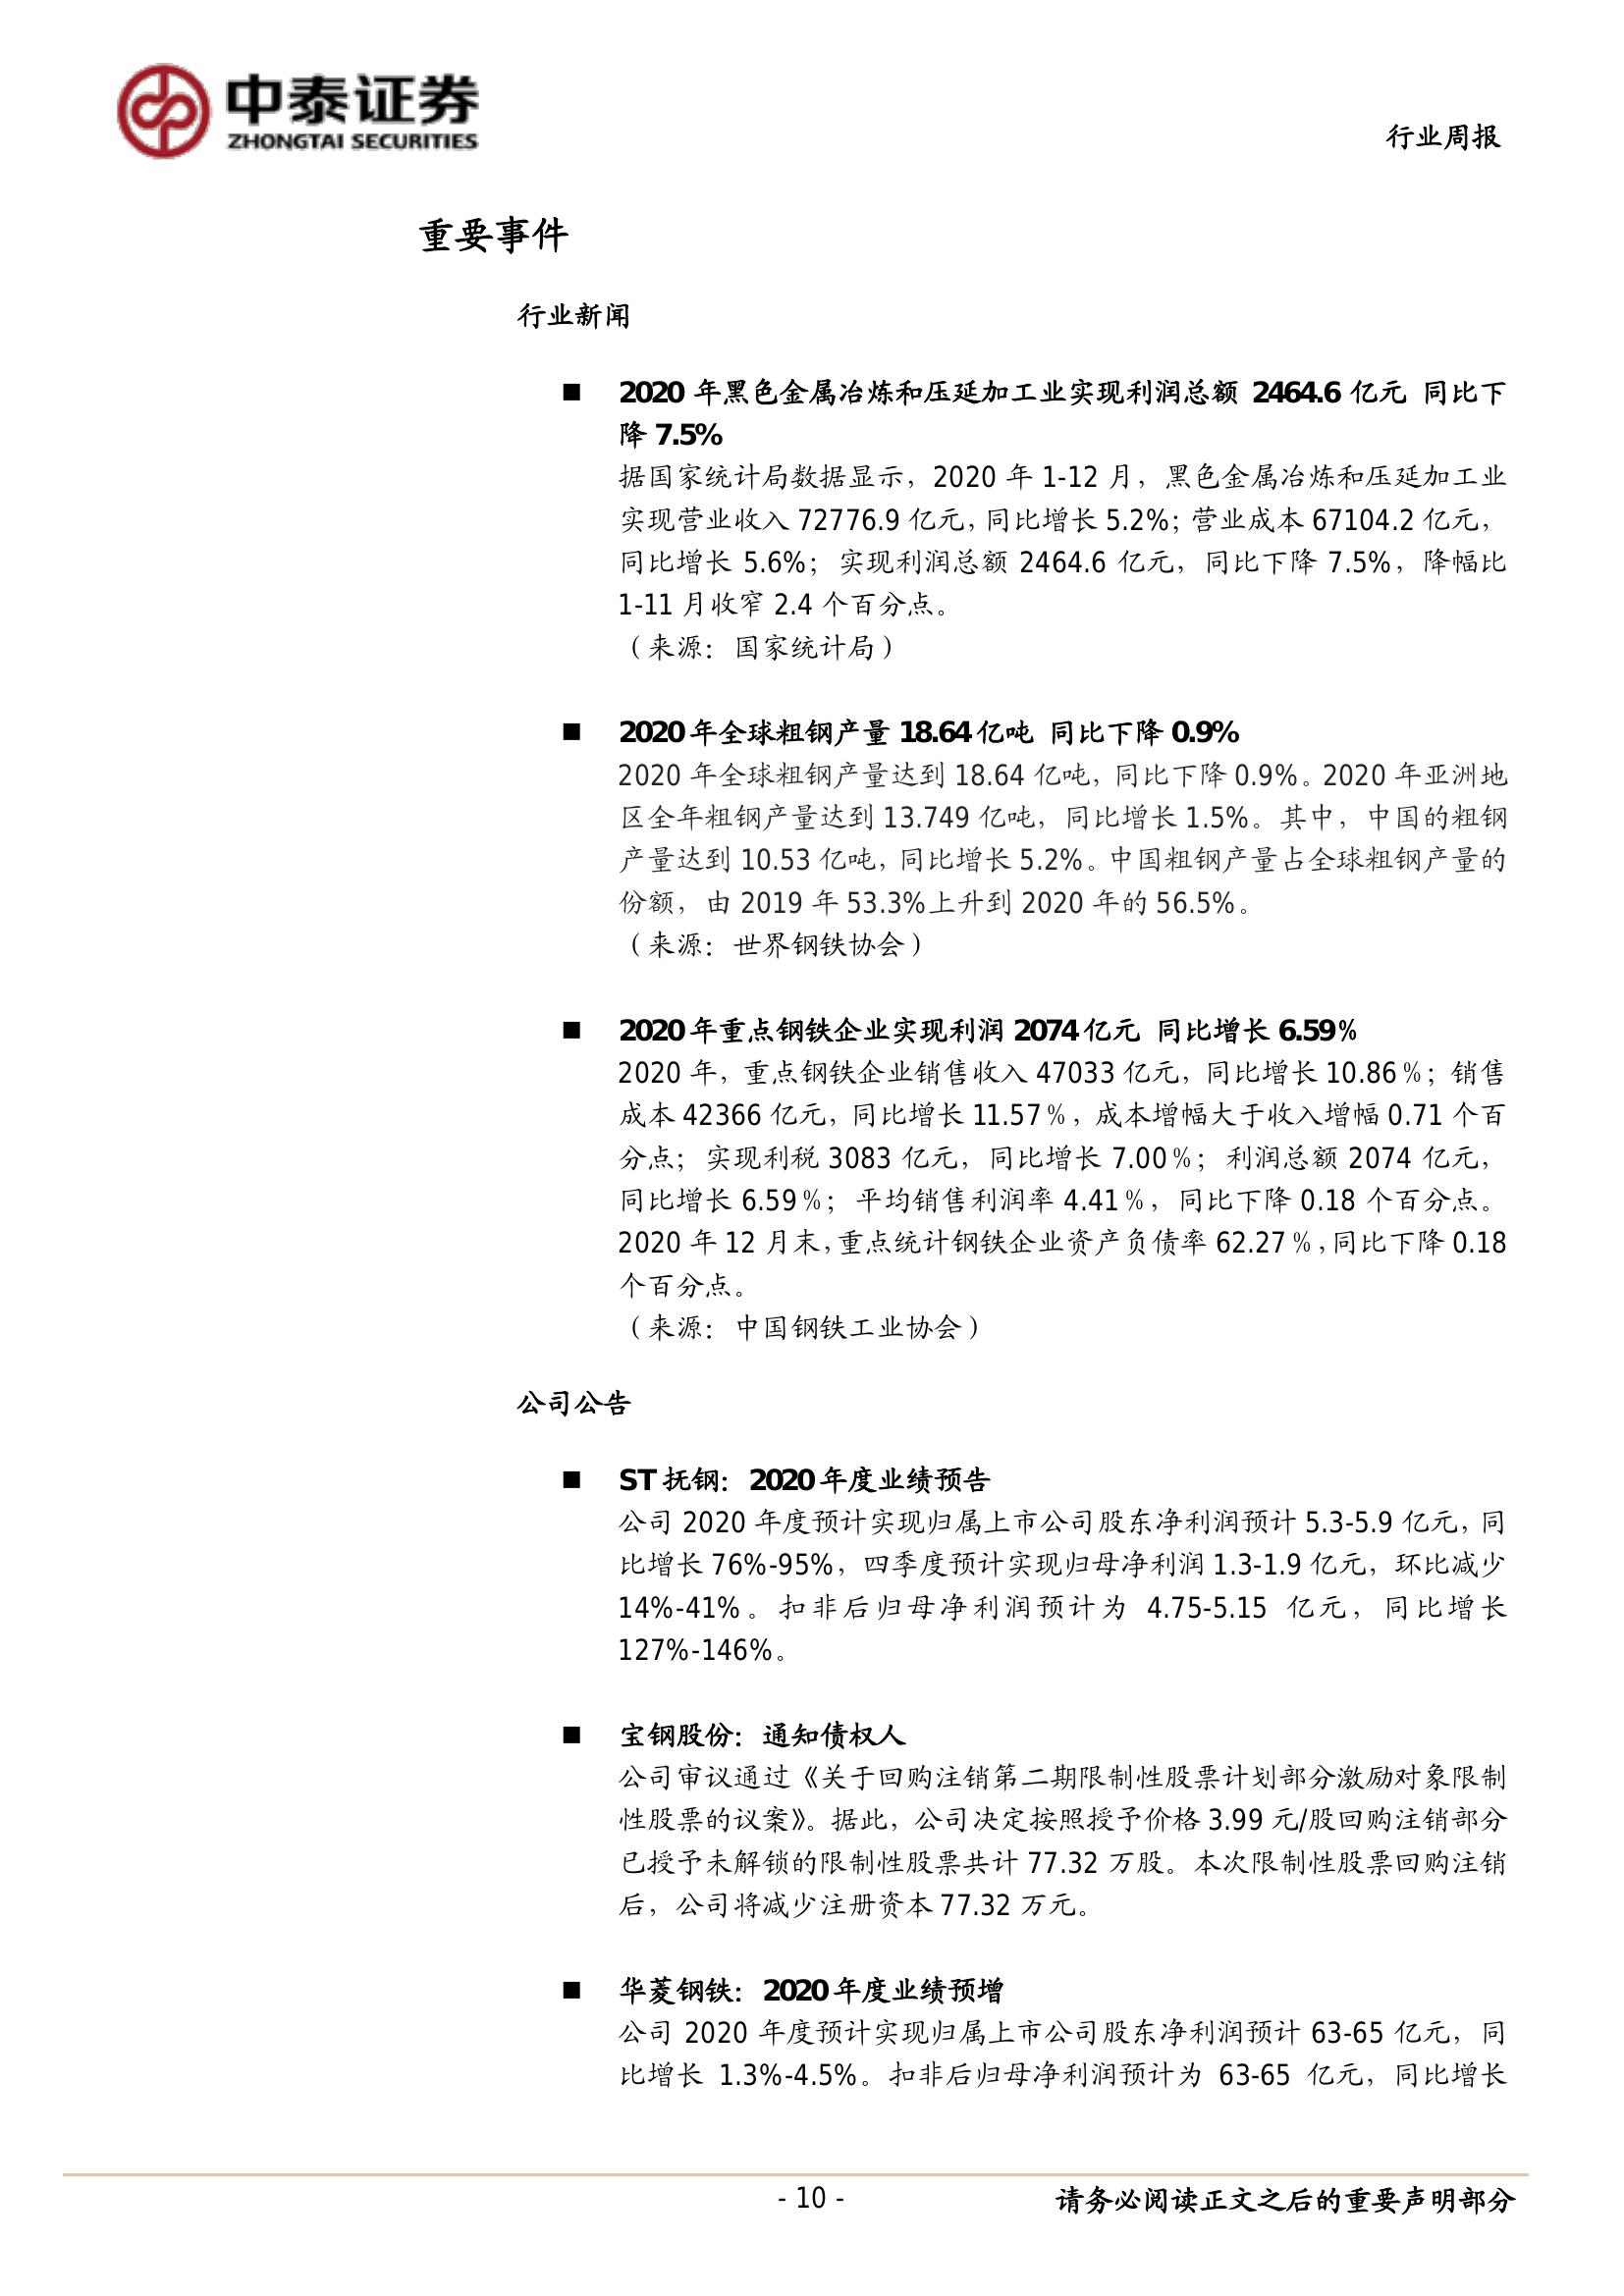 中泰证券
ZHONGTAI SECURITIES
行业周报
重要事件
行业新闻
■ 2020 年黑色金属冶炼和压延加工业实现利润总额 2464.6 亿元 同比下
降 7.5%
据国家统计局数据显示，2020 年 1-12 月，黑色金属冶炼和压延加工业
实现营业收入 72776.9 亿元，同比增长 5.2%；营业成本 67104.2 亿元，
同比增长 5.6%；实现利润总额 2464.6 亿元，同比下降 7.5%，降幅比
1-11 月收窄 2.4 个百分点。
（来源：国家统计局）
■ 2020 年全球粗钢产量 18.64 亿吨 同比下降 0.9%
2020 年全球粗钢产量达到 18.64 亿吨，同比下降 0.9%。2020 年亚洲地
区全年粗钢产量达到 13.749 亿吨，同比增长 1.5%。其中，中国的粗钢
产量达到 10.53 亿吨，同比增长 5.2%。中国粗钢产量占全球粗钢产量的
份额，由 2019 年 53.3%上升到 2020 年的 56.5%。
（来源：世界钢铁协会）
■ 2020 年重点钢铁企业实现利润 2074 亿元 同比增长 6.59％
2020 年，重点钢铁企业销售收入 47033 亿元，同比增长 10.86％；销售
成本 42366 亿元，同比增长 11.57％，成本增幅大于收入增幅 0.71 个百
分点；实现利税 3083 亿元，同比增长 7.00％；利润总额 2074 亿元，
同比增长 6.59％；平均销售利润率 4.41％，同比下降 0.18 个百分点。
2020 年 12 月末，重点统计钢铁企业资产负债率 62.27％，同比下降 0.18
个百分点。
（来源：中国钢铁工业协会）
公司公告
■ ST 抚钢：2020 年度业绩预告
公司 2020 年度预计实现归属上市公司股东净利润预计 5.3-5.9 亿元，同
比增长 76%-95%，四季度预计实现归母净利润 1.3-1.9 亿元，环比减少
14%-41%。扣非后归母净利润预计为 4.75-5.15 亿元，同比增长
127%-146%。
■ 宝钢股份：通知债权人
公司审议通过《关于回购注销第二期限制性股票计划部分激励对象限制
性股票的议案》。据此，公司决定按照授予价格 3.99 元/股回购注销部分
已授予未解锁的限制性股票共计 77.32 万股。本次限制性股票回购注销
后，公司将减少注册资本 77.32 万元。
■ 华菱钢铁：2020 年度业绩预增
公司 2020 年度预计实现归属上市公司股东净利润预计 63-65 亿元，同
比增长 1.3%-4.5%。扣非后归母净利润预计为 63-65 亿元，同比增长
- 10 -
请务必阅读正文之后的重要声明部分